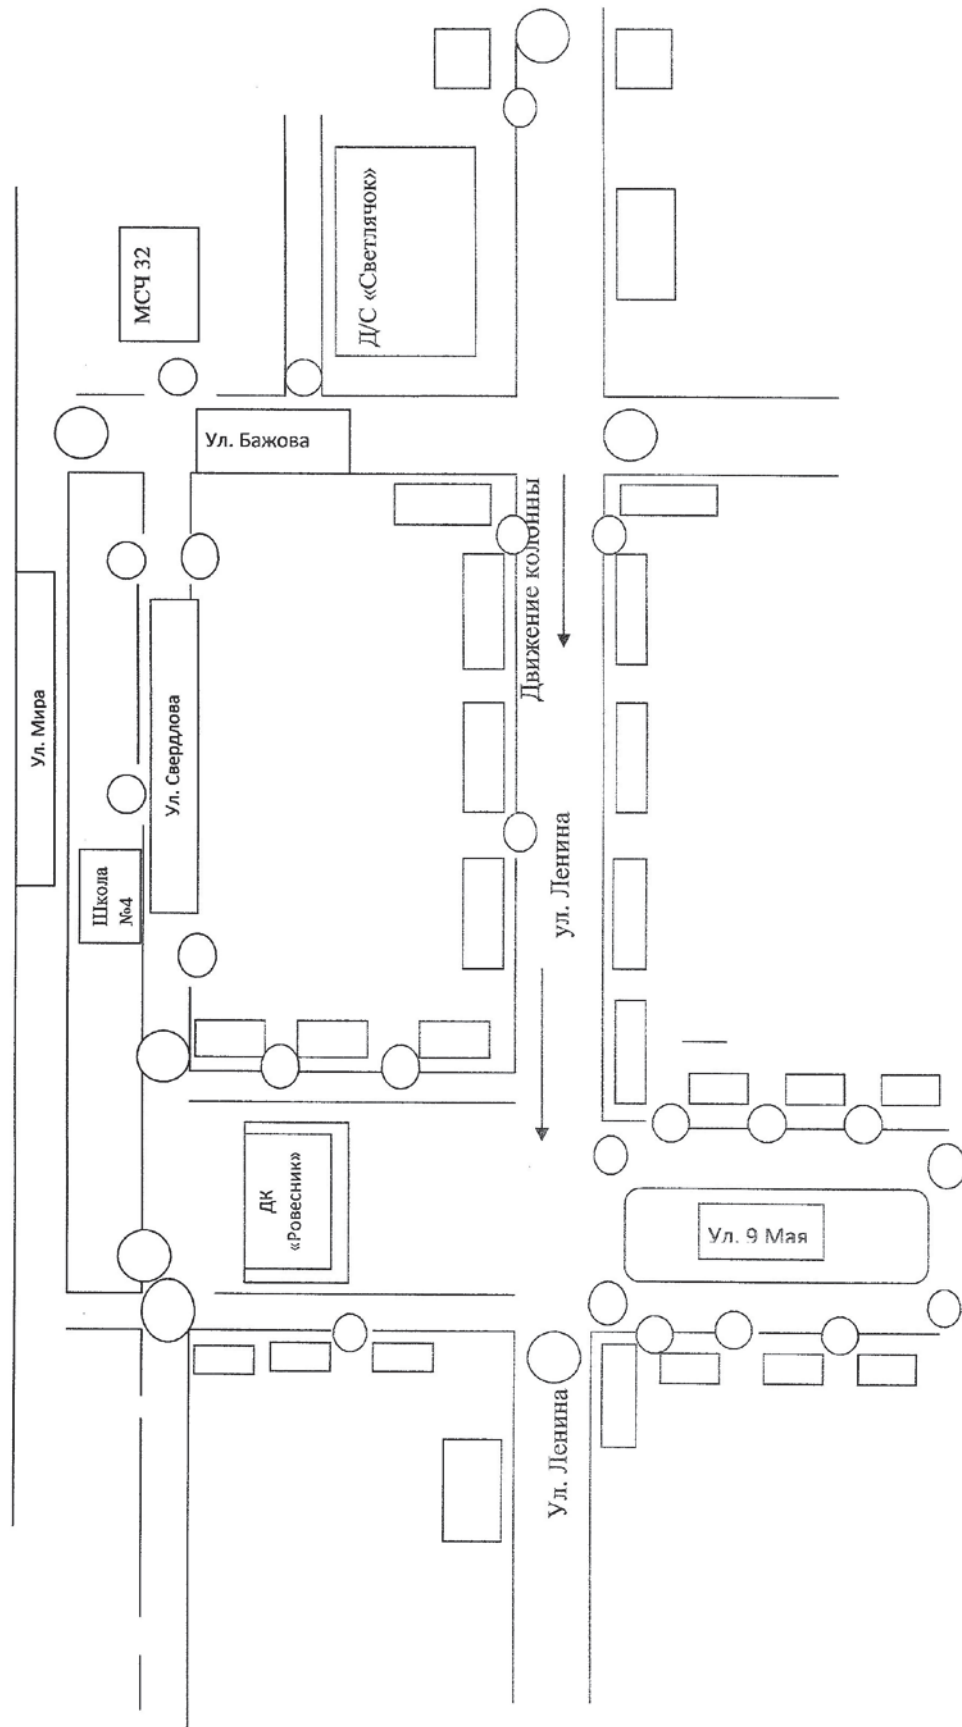 МСЧ 32
Д/С «Светлячок»
Ул. Бажова
Движение колонны
Ул. Мира
Ул. Свердлова
Школа
№4
ул. Ленина
ДК
«Ровесник»
Ул. 9 Мая
Ул. Ленина